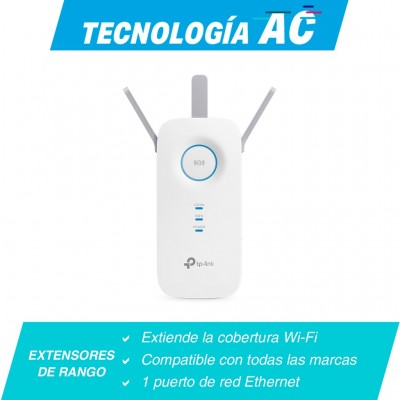 TECNOLOGÍA AC
tp-link
EXTENSORES
DE RANGO
Extiende la cobertura Wi-Fi
Compatible con todas las marcas
1 puerto de red Ethernet